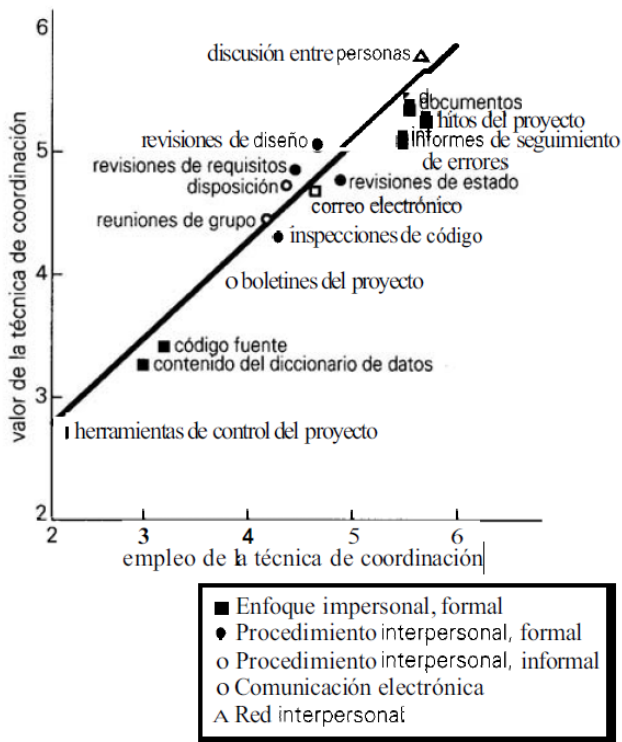 6
discusión entre personas
d
documentos
hitos del proyecto
inf
informes de seguimiento
de errores
revisiones de diseño
5
revisiones de requisitos
disposición
revisiones de estado
correo electrónico
reuniones de grupo
inspecciones de código
4
boletines del proyecto
código fuente
contenido del diccionario de datos
3
herramientas de control del proyecto
valor de la técnica de coordinación
2
2 3 4 5 6
empleo de la técnica de coordinación
Enfoque impersonal, formal
Procedimiento interpersonal, formal
Procedimiento interpersonal, informal
Comunicación electrónica
Red interpersonal